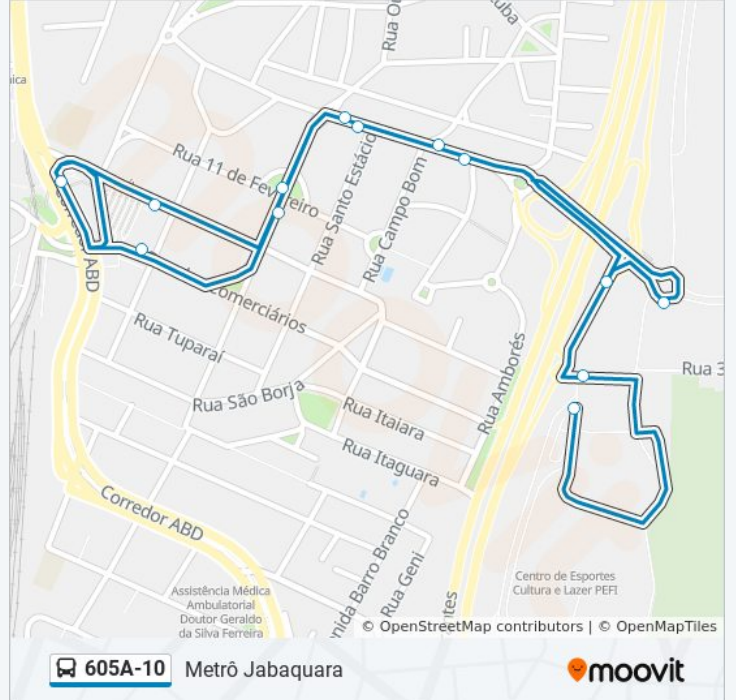 Rua 11 de Fevereiro
Rua Santo Estácio
Rua Campo Bom
ABD
Comerciários
Rua Tuparaí
Rua São Borja
Rua Itaiara
Rua Itaguara
Rua Amborés
Rua 3
Corredor ABD
Barro Branco
Rua Geni
Assistência Médica
Ambulatorial
Doutor Geraldo
da Silva Ferreira
Centro de Esportes
Cultura e Lazer PEFI
© OpenStreetMap contributors | © OpenMapTiles
605A-10 Metrô Jabaquara
moovit